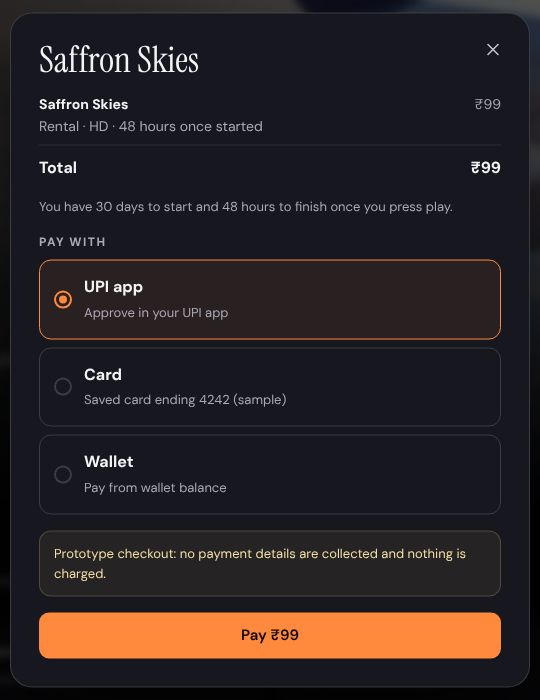 Saffron Skies
Saffron Skies ₹99
Rental · HD · 48 hours once started
Total ₹99
You have 30 days to start and 48 hours to finish once you press play.
PAY WITH
UPI app
Approve in your UPI app
Card
Saved card ending 4242 (sample)
Wallet
Pay from wallet balance
Prototype checkout: no payment details are collected and nothing is
charged.
Pay ₹99